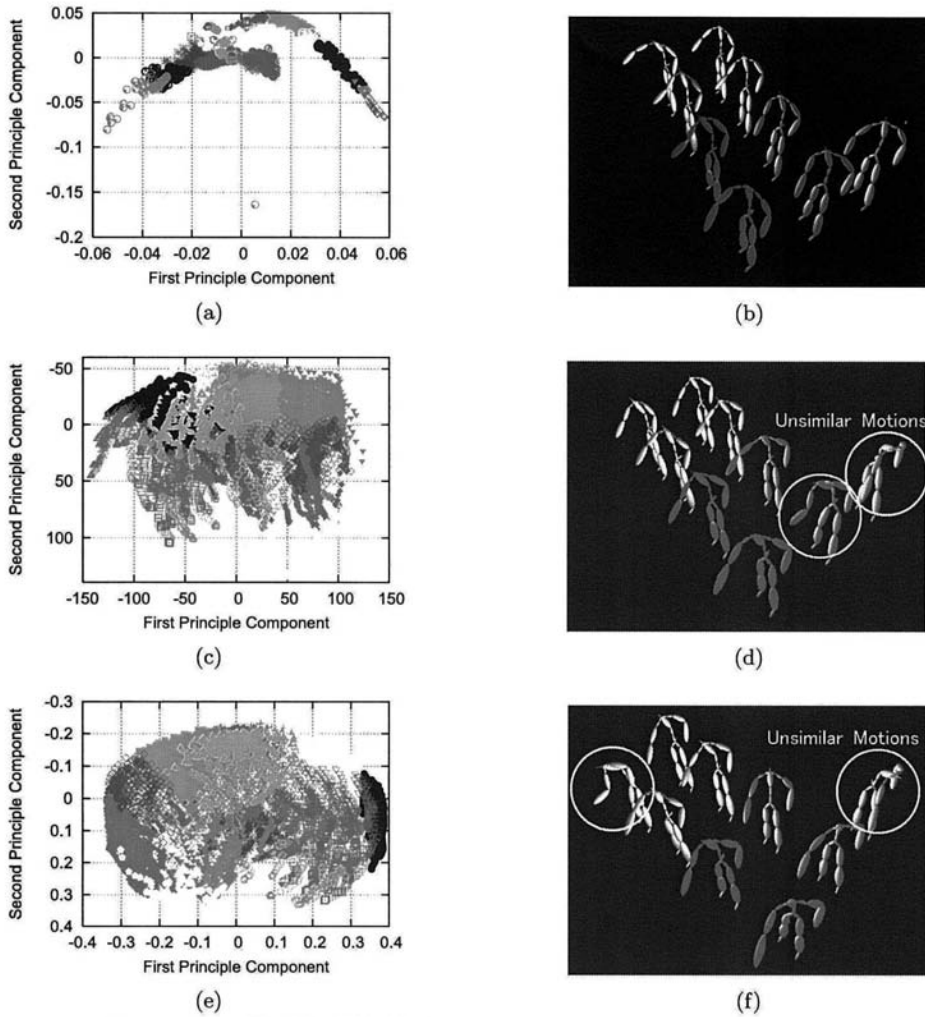 0.05
0
-0.05
-0.1
-0.15
-0.2
-0.06 -0.04 -0.02 0 0.02 0.04 0.06
Second Principle Component
First Principle Component
(a)
(b)
-50
0
50
100
-150 -100 -50 0 50 100 150
Second Principle Component
First Principle Component
(c)
Unsimilar Motions
(d)
-0.3
-0.2
-0.1
0
0.1
0.2
0.3
0.4
-0.4 -0.3 -0.2 -0.1 0 0.1 0.2 0.3 0.4
Second Principle Component
First Principle Component
(e)
Unsimilar Motions
(f)